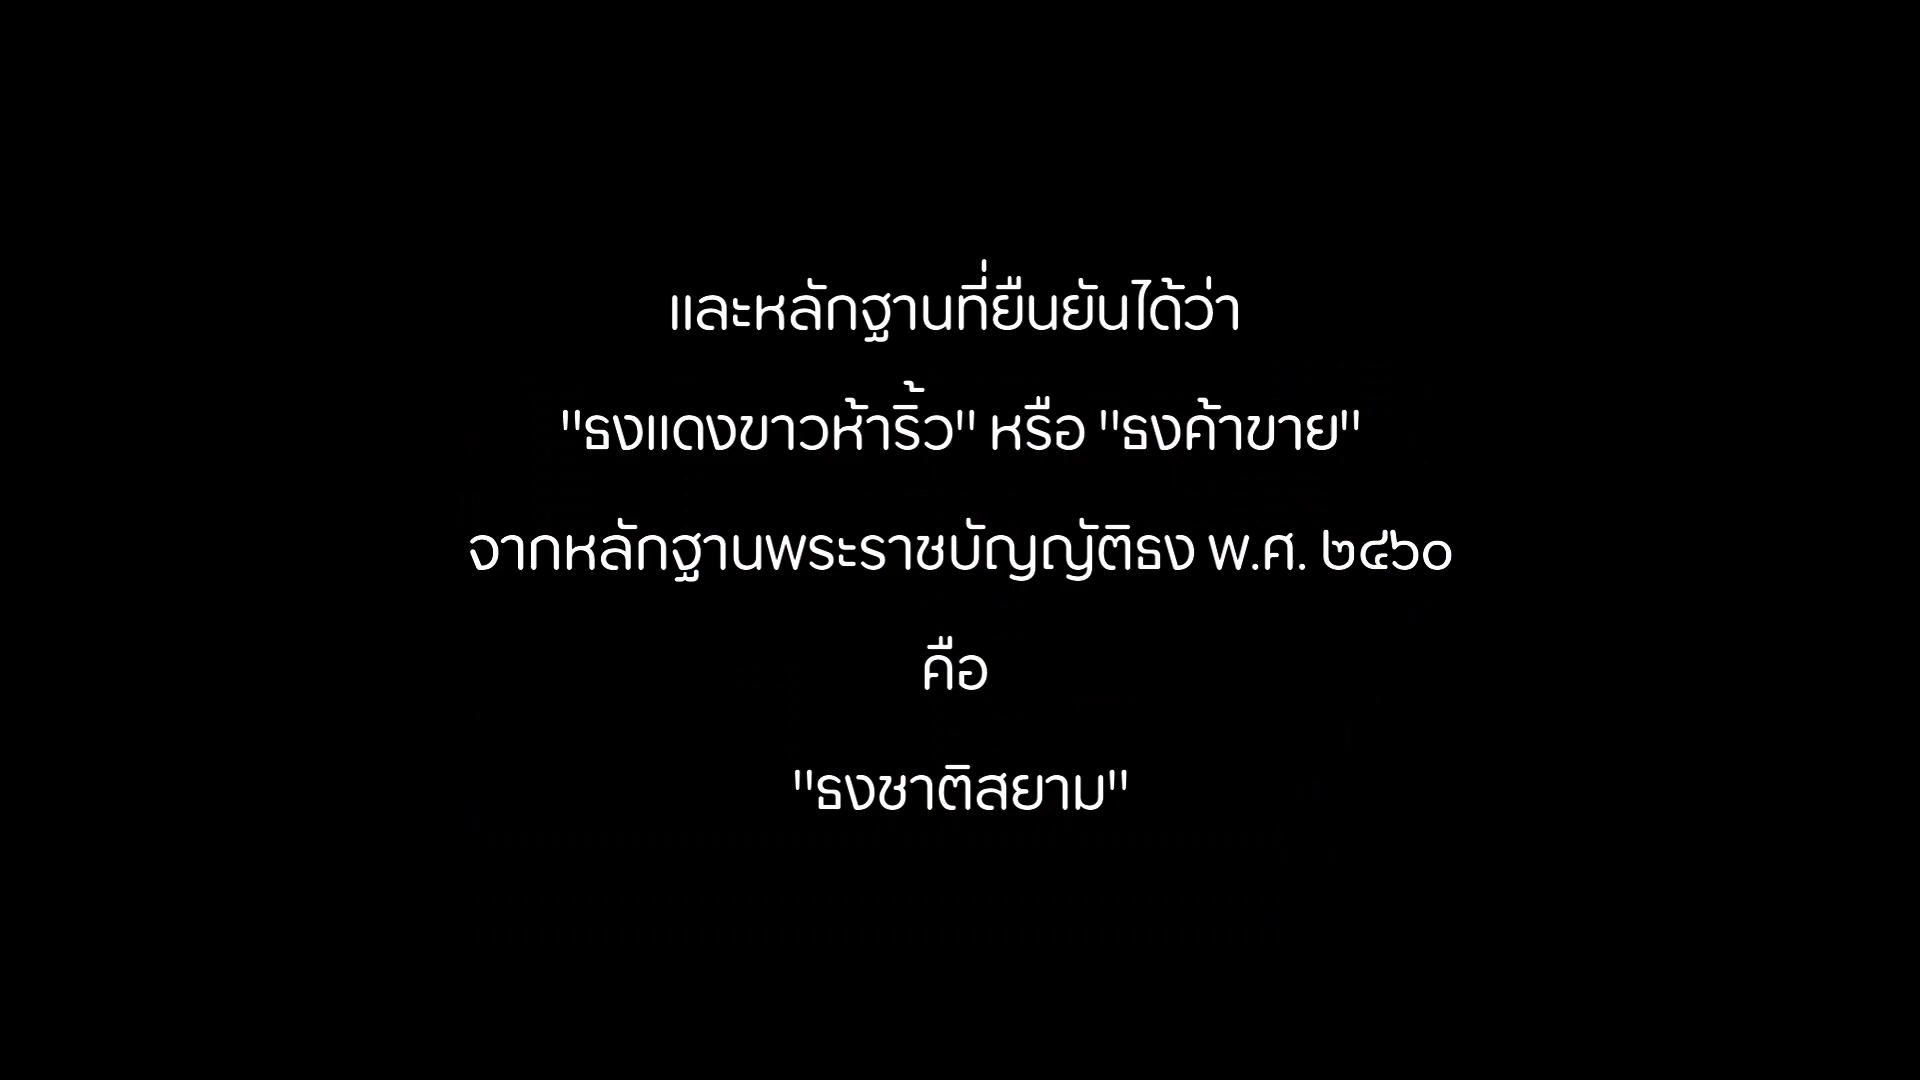 และหลักฐานที่ยืนยันได้ว่า
"ธงแดงขาวห้าริ้ว" หรือ "ธงค้าขาย"
จากหลักฐานพระราชบัญญัติธง พ.ศ. ๒๔๖๐
คือ
"ธงชาติสยาม"